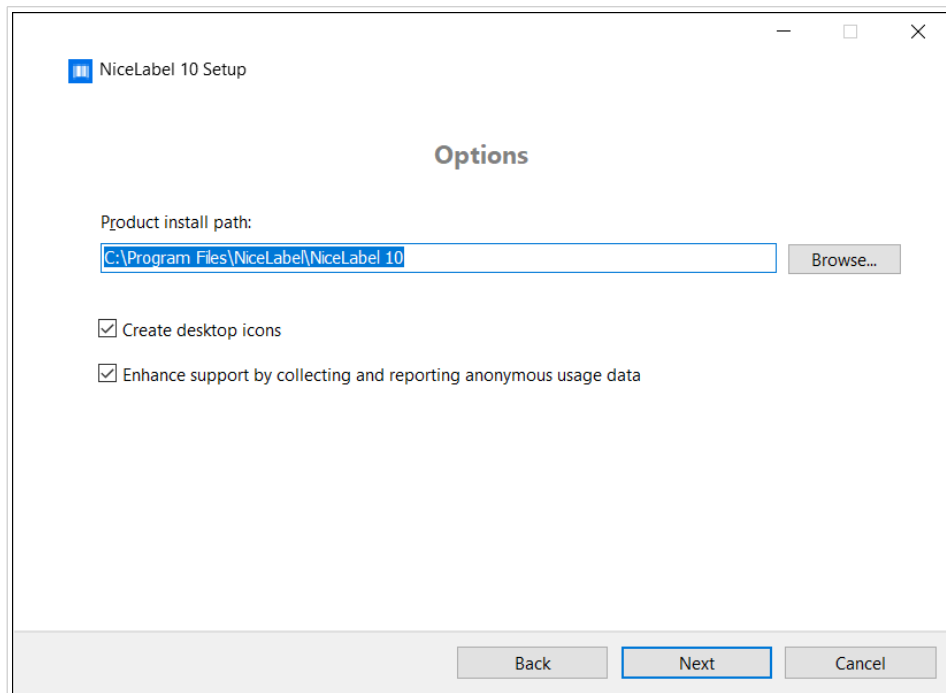 NiceLabel 10 Setup
Options
Product install path:
C:\Program Files\NiceLabel\NiceLabel 10
Browse...
Create desktop icons
Enhance support by collecting and reporting anonymous usage data
Back
Next
Cancel